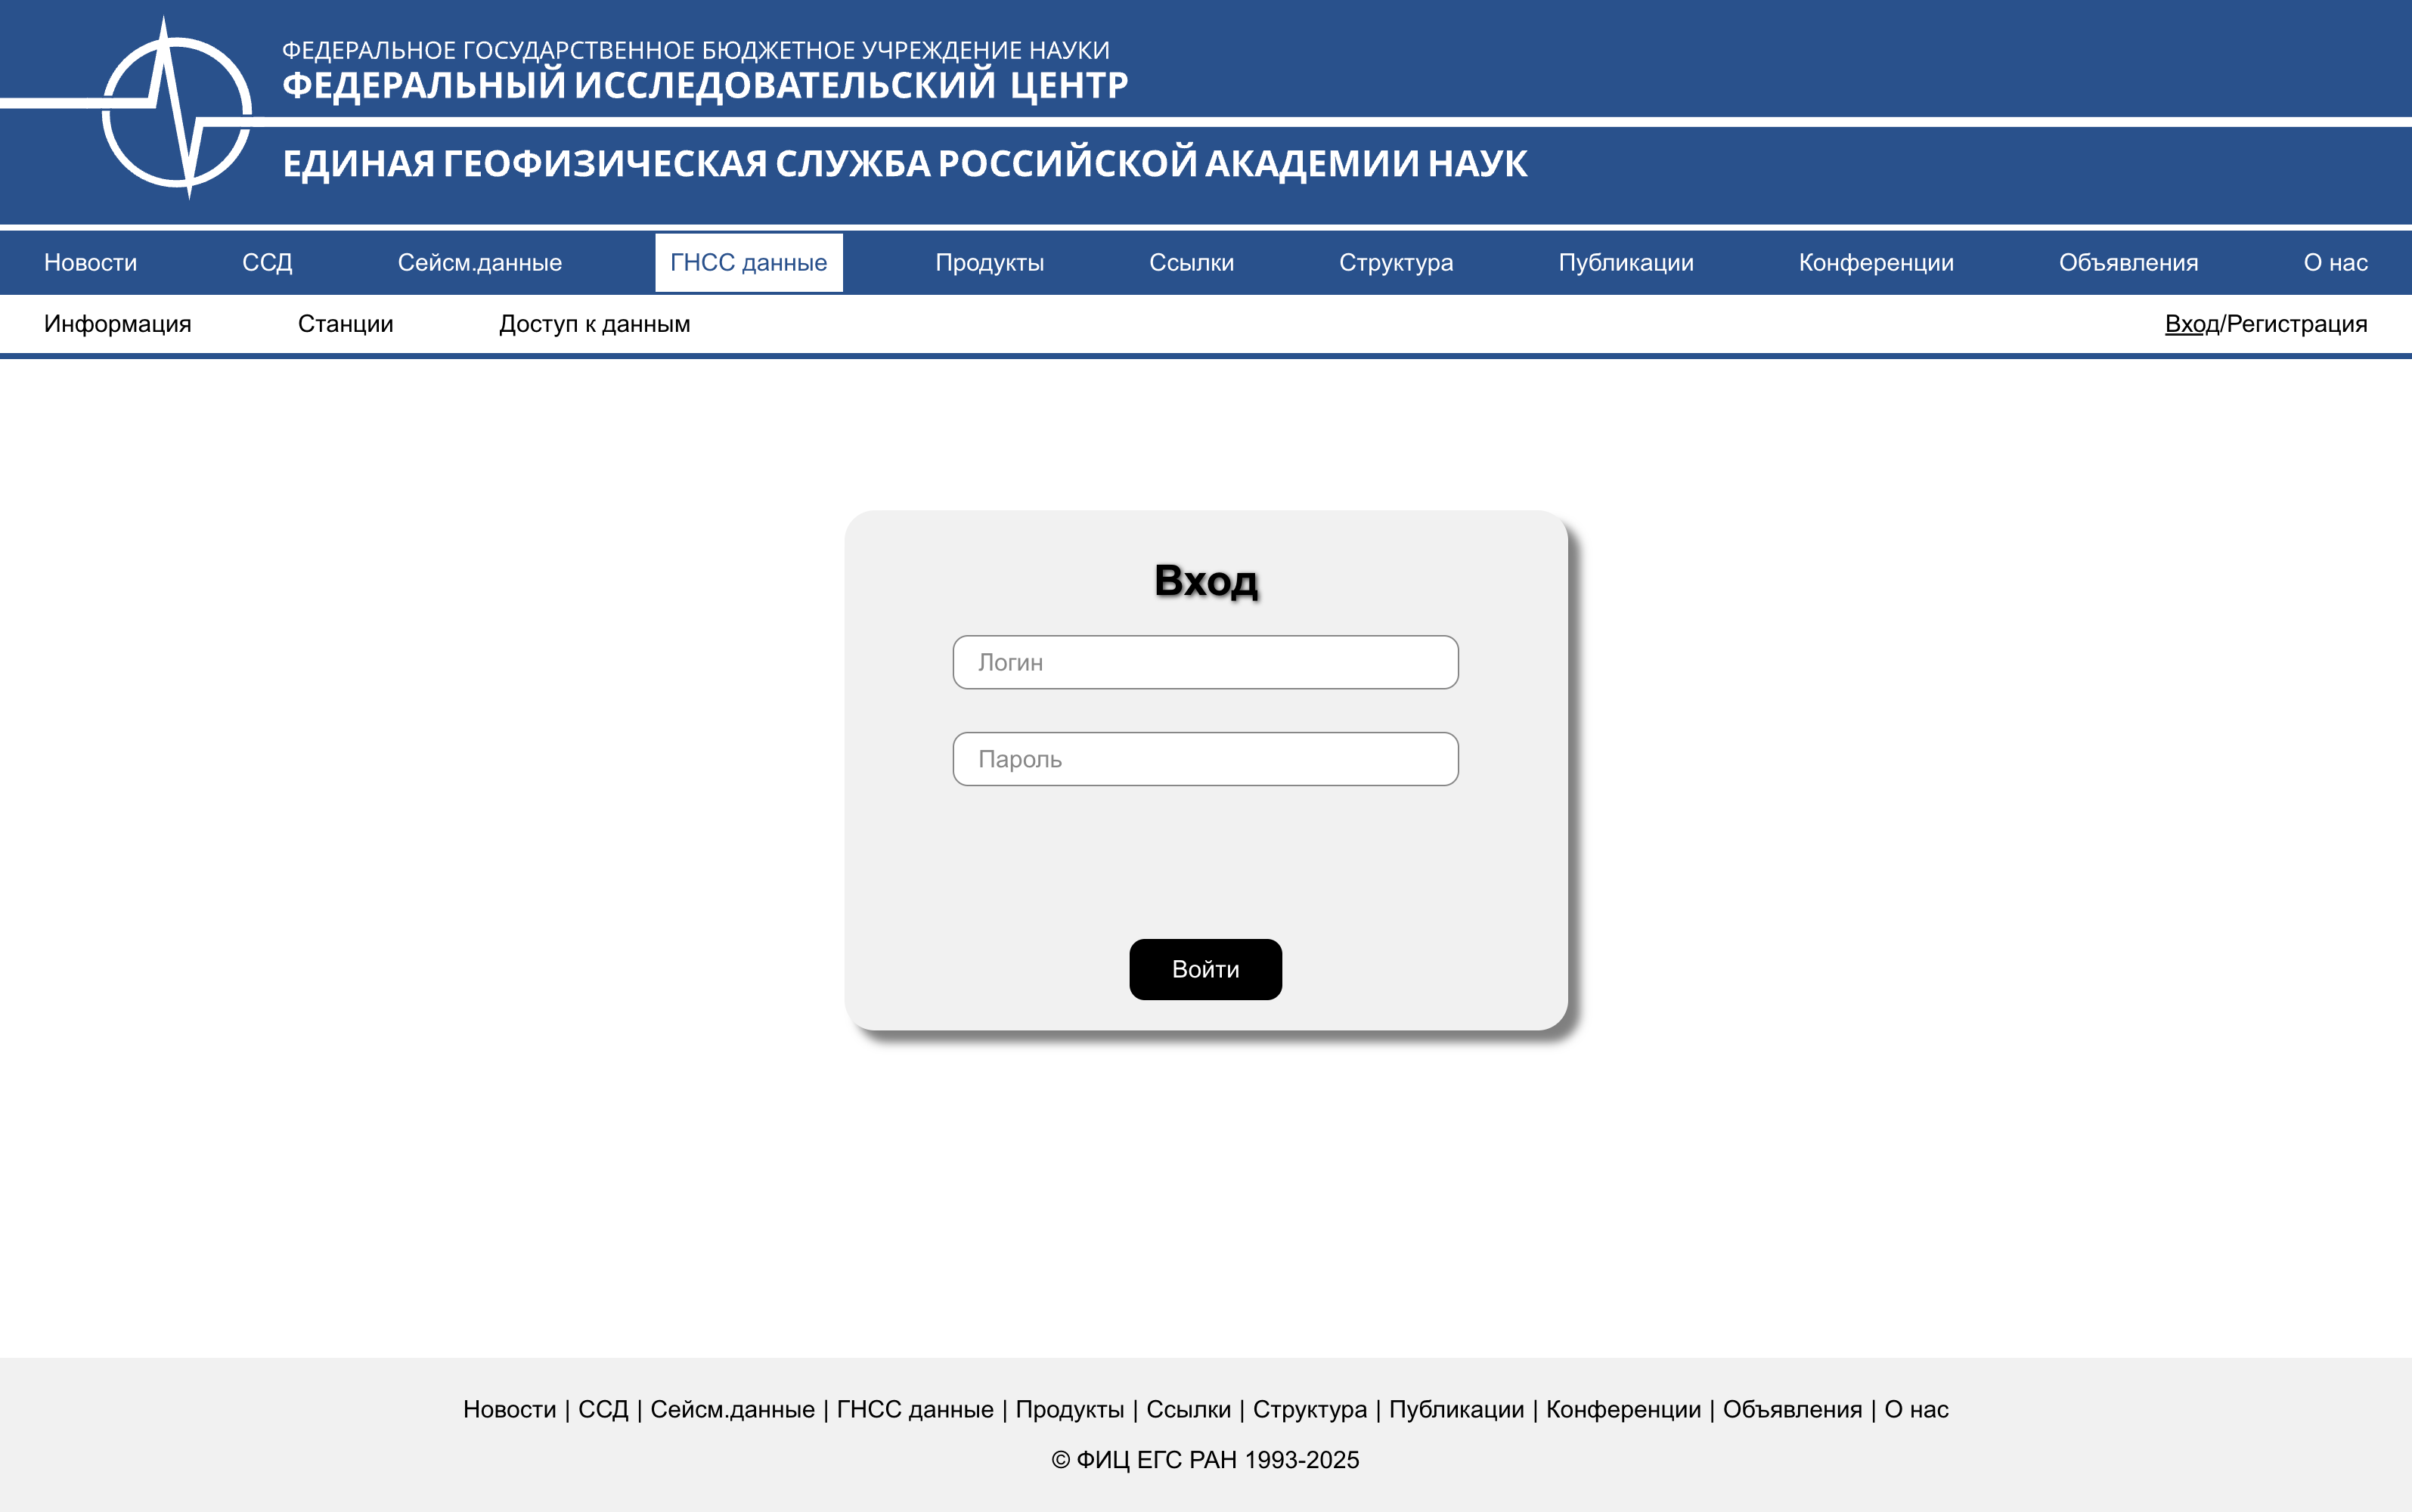 ФЕДЕРАЛЬНОЕ ГОСУДАРСТВЕННОЕ БЮДЖЕТНОЕ УЧРЕЖДЕНИЕ НАУКИ
ФЕДЕРАЛЬНЫЙ ИССЛЕДОВАТЕЛЬСКИЙ ЦЕНТР
ЕДИНАЯ ГЕОФИЗИЧЕСКАЯ СЛУЖБА РОССИЙСКОЙ АКАДЕМИИ НАУК
Новости ССД Сейсм.данные ГНСС данные Продукты Ссылки Структура Публикации Конференции Объявления О нас
Информация Станции Доступ к данным Вход/Регистрация
Вход
Логин
Пароль
Войти
Новости | ССД | Сейсм.данные | ГНСС данные | Продукты | Ссылки | Структура | Публикации | Конференции | Объявления | О нас
© ФИЦ ЕГС РАН 1993-2025